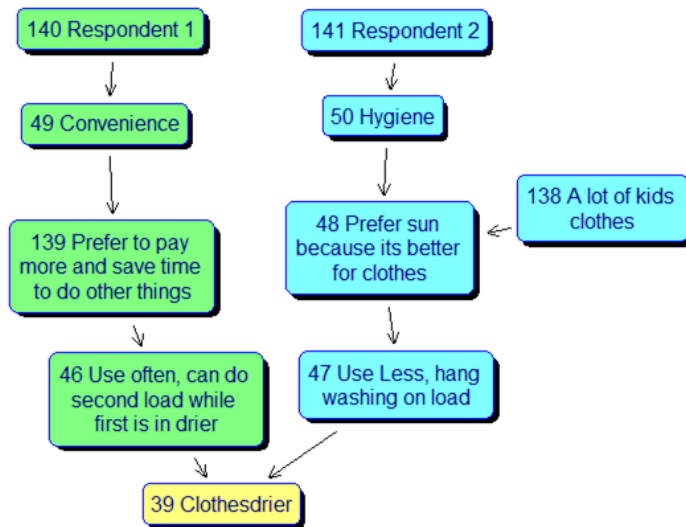 140 Respondent 1
141 Respondent 2
49 Convenience
50 Hygiene
138 A lot of kids
clothes
139 Prefer to pay
more and save time
to do other things
48 Prefer sun
because its better
for clothes
46 Use often, can do
second load while
first is in drier
47 Use Less, hang
washing on load
39 Clothesdrier